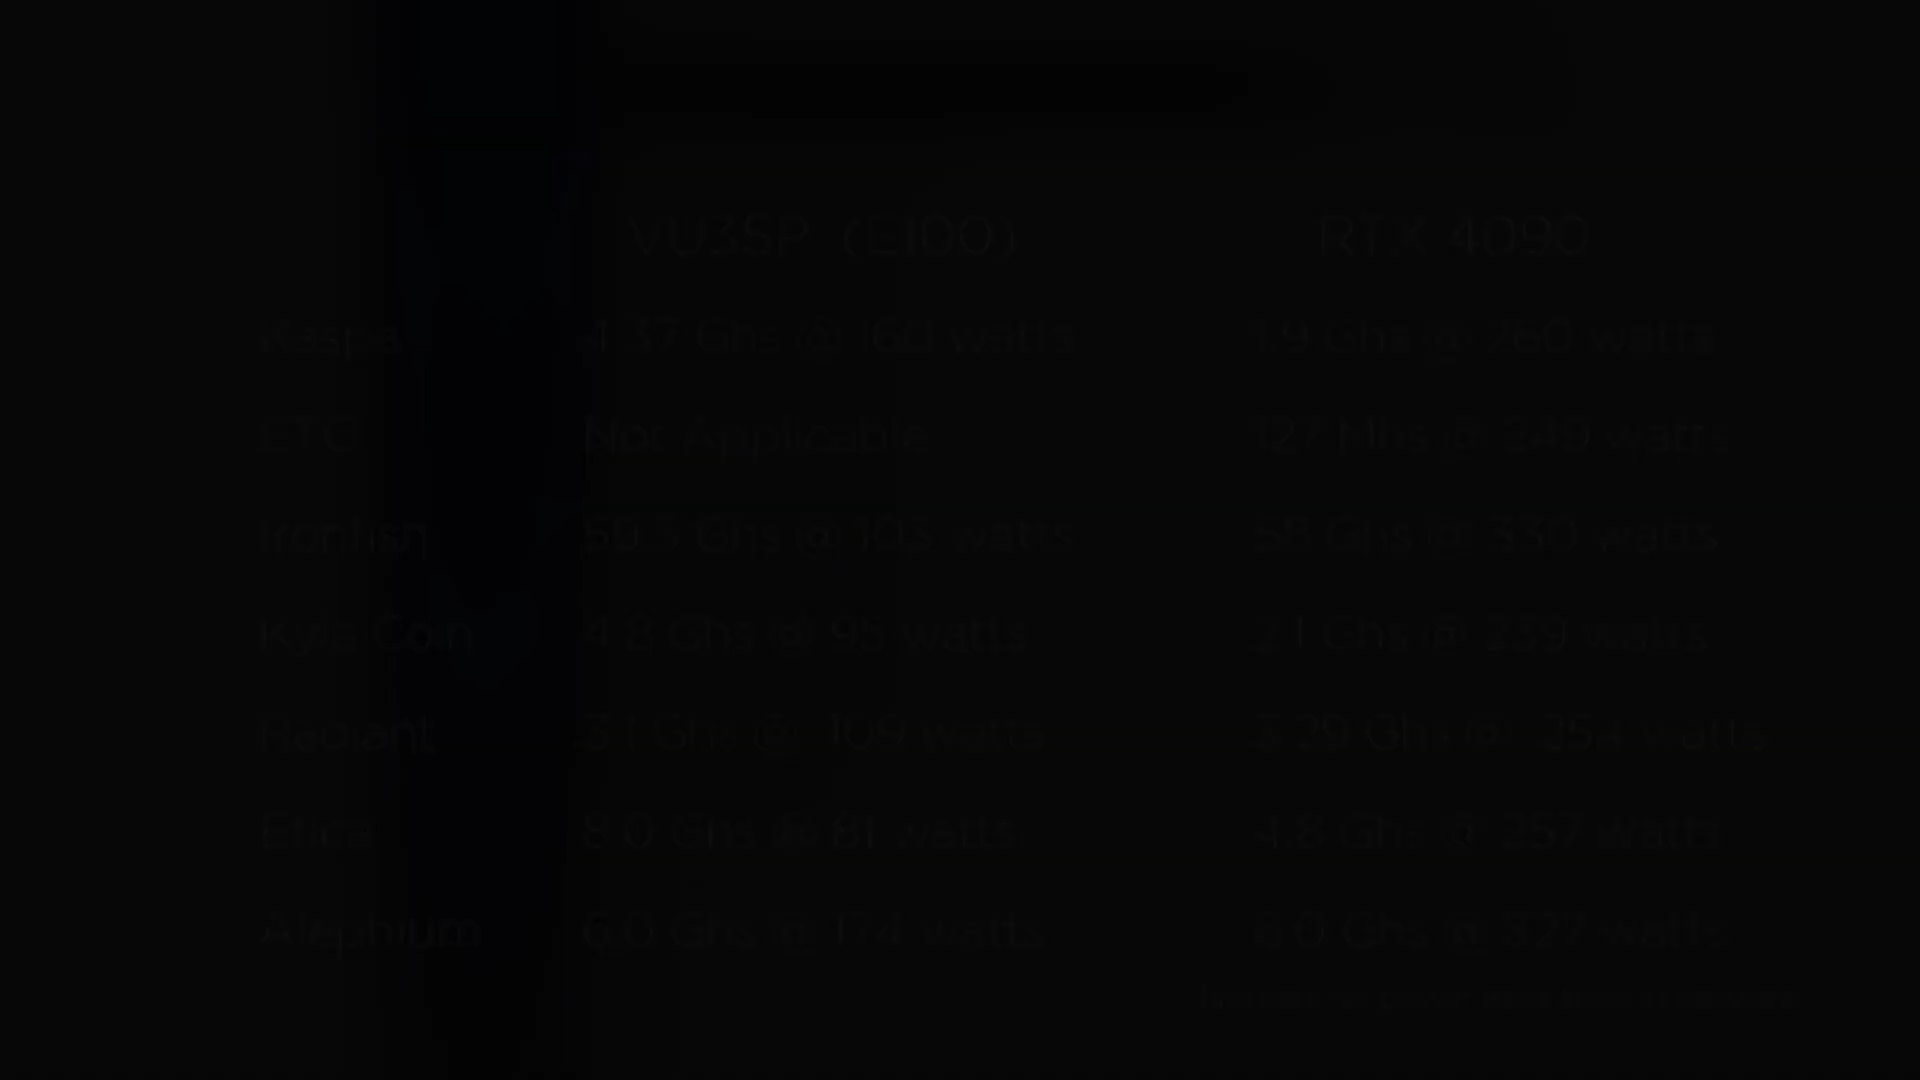 VU35P (E100) RTX 4090
Kaspa 4.37 Ghs @ 160 watts 1.9 Ghs @ 260 watts
ETC Not Applicable 127 Mhs @ 240 watts
Ironfish 50.5 Ghs @ 103 watts 58 Ghs @ 330 watts
Kyla Coin 4.8 Ghs @ 95 watts 2.1 Ghs @ 259 watts
Radiant 3.1 Ghs @ 109 watts 3.29 Ghs @ 254 watts
Etica 8.0 Ghs @ 81 watts 4.8 Ghs @ 257 watts
Alephium 6.0 Ghs @ 174 watts 6.0 Ghs @ 327 watts